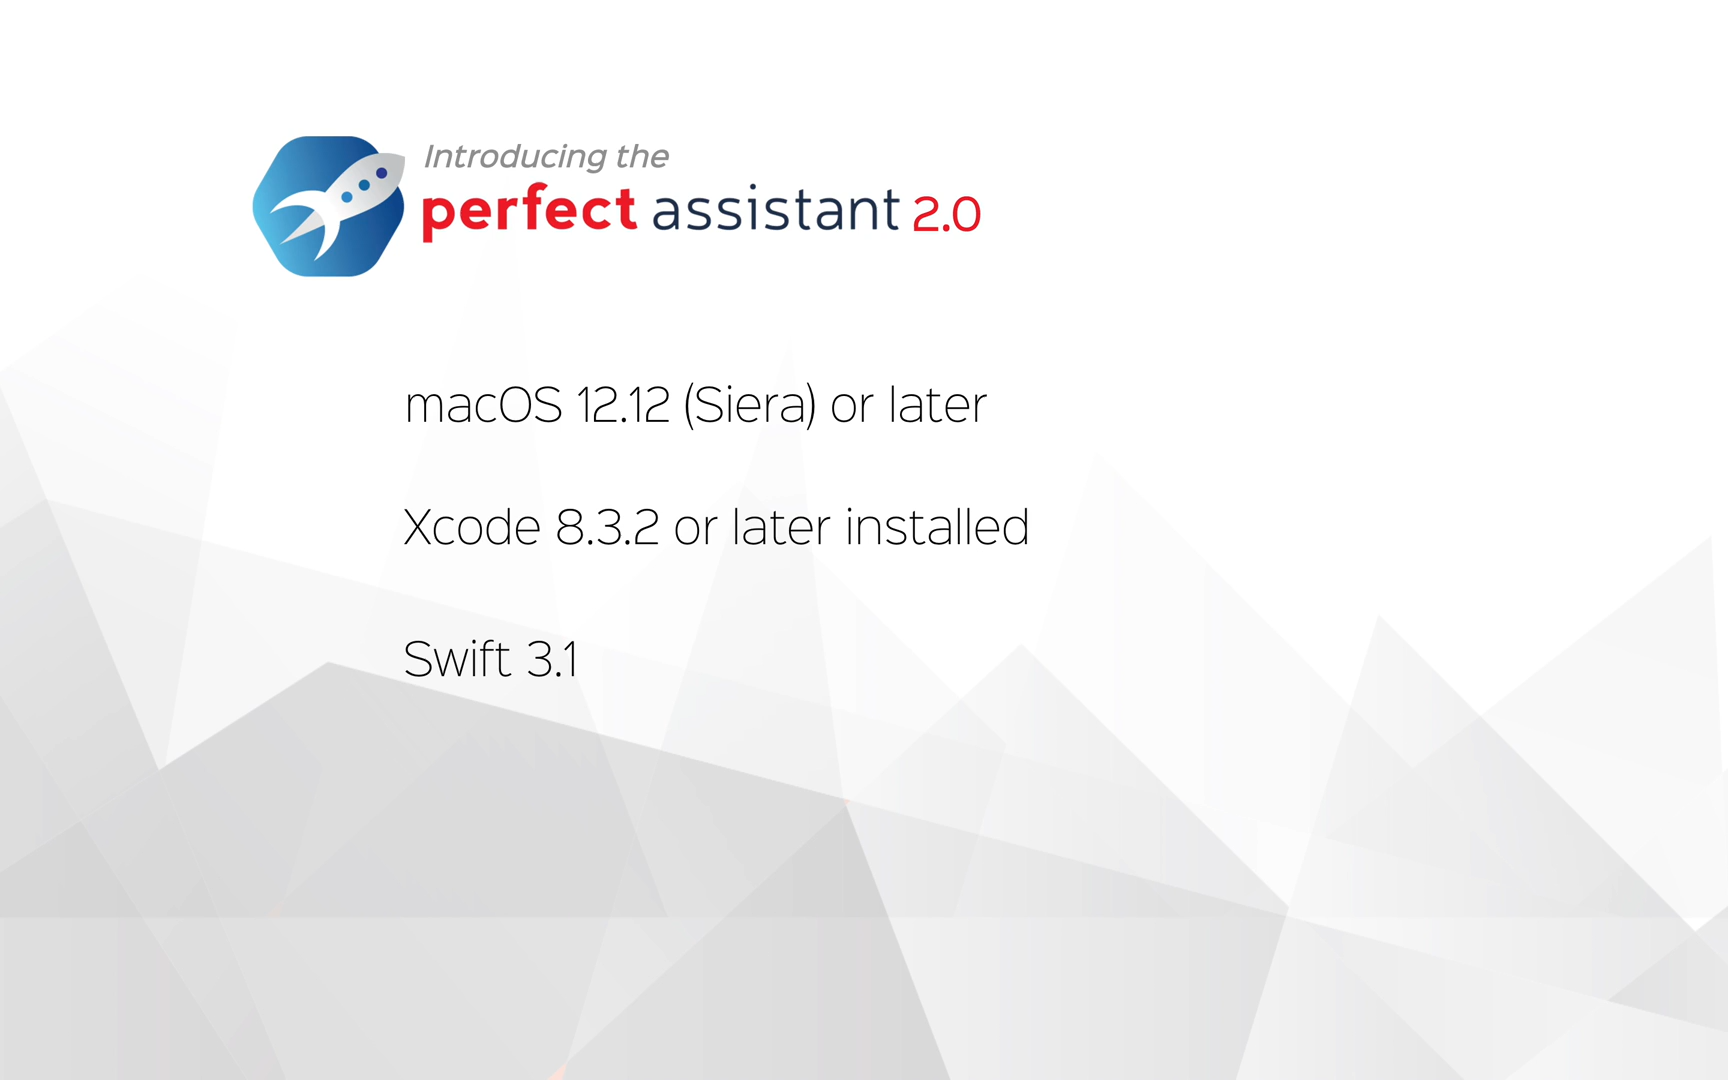 Introducing the
perfect assistant 2.0
macOS 12.12 (Siera) or later
Xcode 8.3.2 or later installed
Swift 3.1